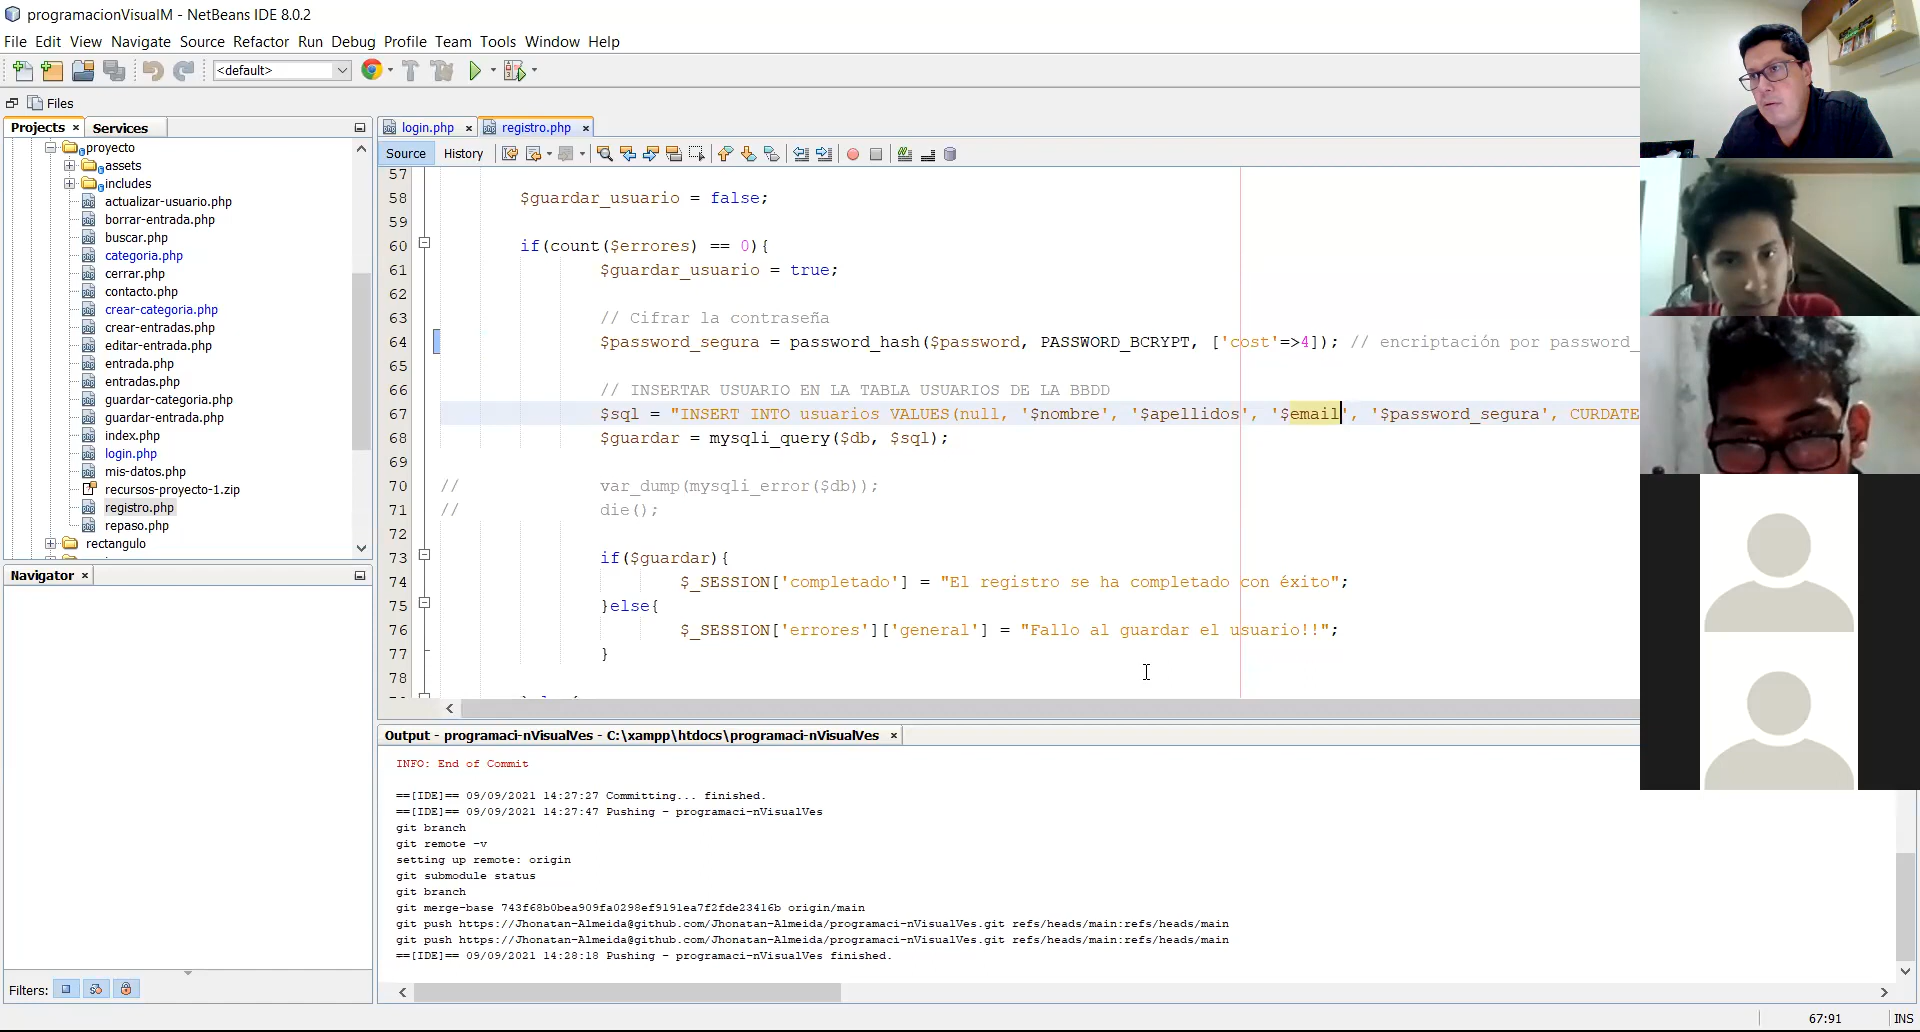 programacionVisualM - NetBeans IDE 8.0.2
File Edit View Navigate Source Refactor Run Debug Profile Team Tools Window Help
<default>
Files
Projects × Services
login.php × registro.php ×
Source History
proyecto
assets
includes
actualizar-usuario.php
borrar-entrada.php
buscar.php
categoria.php
cerrar.php
contacto.php
crear-categoria.php
crear-entradas.php
editar-entrada.php
entrada.php
entradas.php
guardar-categoria.php
guardar-entrada.php
index.php
login.php
mis-datos.php
recursos-proyecto-1.zip
registro.php
repaso.php
rectangulo
Navigator ×
Filters:
57
58 $guardar_usuario = false;
59
60 if(count($errores) == 0){
61 $guardar_usuario = true;
62
63 // Cifrar la contraseña
64 $password_segura = password_hash($password, PASSWORD_BCRYPT, ['cost'=>4]); // encriptación por password_
65
66 // INSERTAR USUARIO EN LA TABLA USUARIOS DE LA BBDD
67 $sql = "INSERT INTO usuarios VALUES(null, '$nombre', '$apellidos', '$email', '$password_segura', CURDATE
68 $guardar = mysqli_query($db, $sql);
69
70 // var_dump(mysqli_error($db));
71 // die();
72
73 if($guardar){
74 $_SESSION['completado'] = "El registro se ha completado con éxito";
75 }else{
76 $_SESSION['errores']['general'] = "Fallo al guardar el usuario!!";
77 }
78
Output - programaci-nVisualVes - C:\xampp\htdocs\programaci-nVisualVes ×
INFO: End of Commit
==[IDE]== 09/09/2021 14:27:27 Committing... finished.
==[IDE]== 09/09/2021 14:27:47 Pushing - programaci-nVisualVes
git branch
git remote -v
setting up remote: origin
git submodule status
git branch
git merge-base 743f68b0bea909fa0298ef9191ea7f2fde23416b origin/main
git push https://Jhonatan-Almeida@github.com/Jhonatan-Almeida/programaci-nVisualVes.git refs/heads/main:refs/heads/main
git push https://Jhonatan-Almeida@github.com/Jhonatan-Almeida/programaci-nVisualVes.git refs/heads/main:refs/heads/main
==[IDE]== 09/09/2021 14:28:18 Pushing - programaci-nVisualVes finished.
67:91 INS